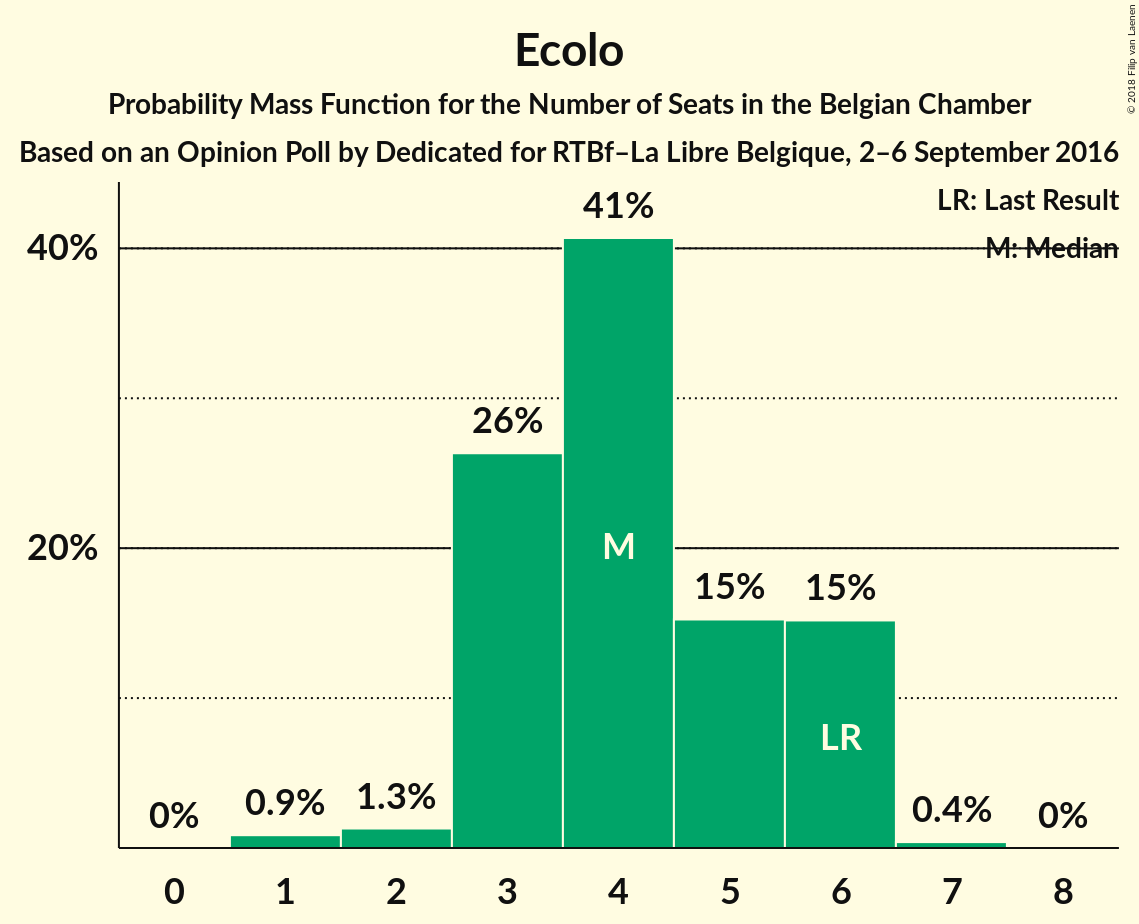 © 2018 Filip van Laenen
Ecolo
Probability Mass Function for the Number of Seats in the Belgian Chamber
Based on an Opinion Poll by Dedicated for RTBf–La Libre Belgique, 2–6 September 2016
LR: Last Result
M: Median
40%
20%
0%
0.9%
1.3%
26%
41%
15%
15%
0.4%
0%
M
LR
0 1 2 3 4 5 6 7 8